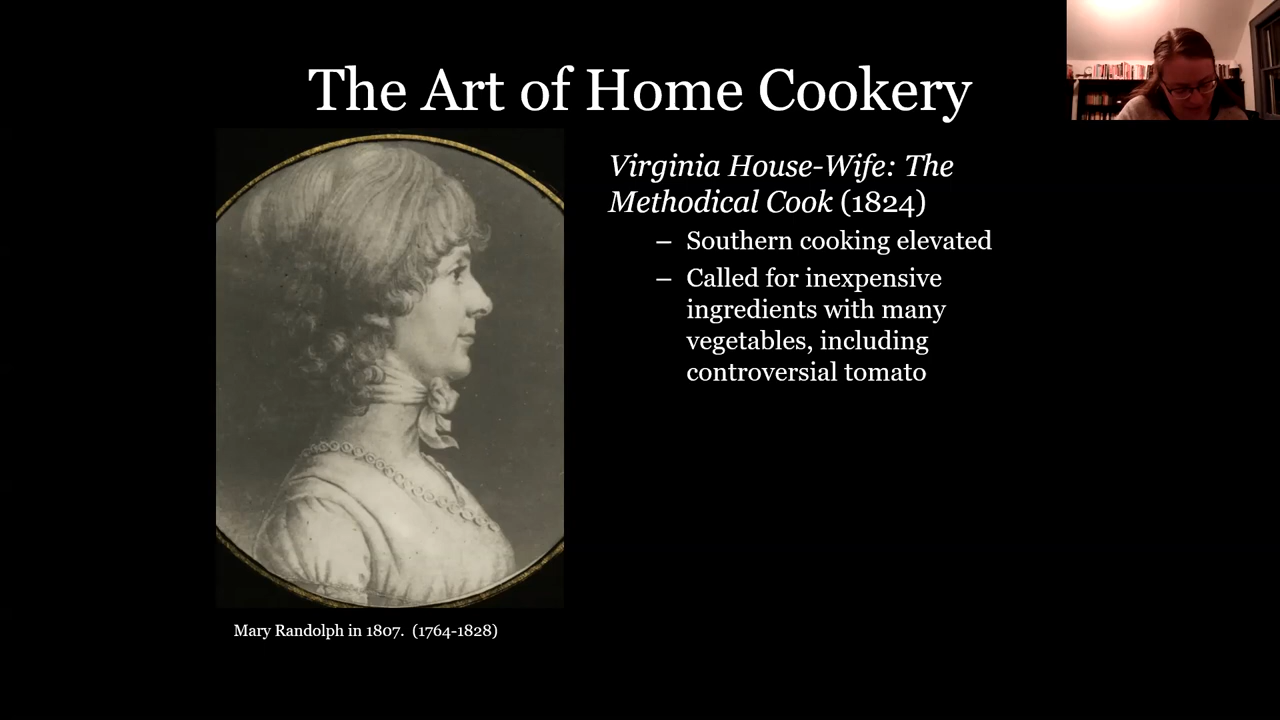 The Art of Home Cookery
Virginia House-Wife: The
Methodical Cook (1824)
– Southern cooking elevated
– Called for inexpensive
ingredients with many
vegetables, including
controversial tomato
Mary Randolph in 1807.  (1764-1828)